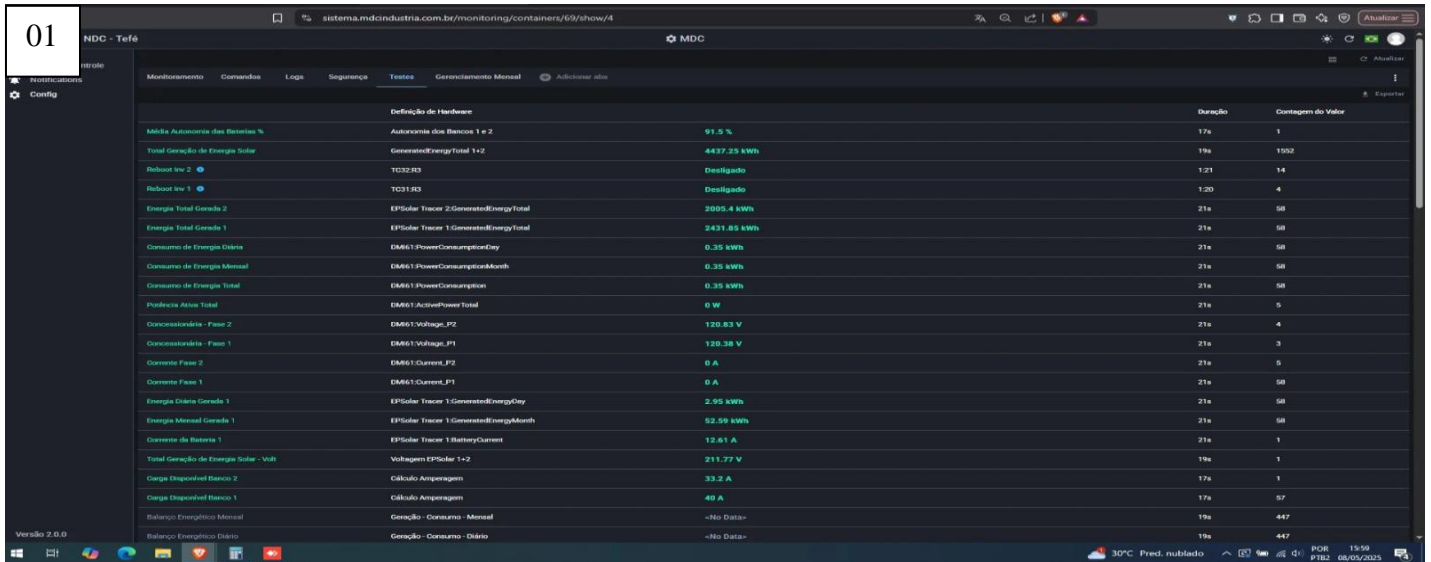 sistema.mdcindustria.com.br/monitoring/containers/69/show/4
Atualizar
01
NDC - Tefé
MDC
ntrole
Atualizar
Notifications
Monitoramento Comandos Logs Segurança Testes Gerenciamento Mensal Adicionar aba
Config
Exportar
Definição de Hardware Duração Contagem do Valor
Média Autonomia das Baterias % Autonomia dos Bancos 1 e 2 91.5 % 17s 1
Total Geração de Energia Solar GeneratedEnergyTotal 1+2 4437.25 kWh 19s 1552
Reboot Inv 2 TC32:R3 Desligado 1:21 14
Reboot Inv 1 TC31:R3 Desligado 1:20 4
Energia Total Gerada 2 EPSolar Tracer 2:GeneratedEnergyTotal 2005.4 kWh 21s 58
Energia Total Gerada 1 EPSolar Tracer 1:GeneratedEnergyTotal 2431.85 kWh 21s 58
Consumo de Energia Diária DMI61:PowerConsumptionDay 0.35 kWh 21s 58
Consumo de Energia Mensal DMI61:PowerConsumptionMonth 0.35 kWh 21s 58
Consumo de Energia Total DMI61:PowerConsumption 0.35 kWh 21s 58
Potência Ativa Total DMI61:ActivePowerTotal 0 W 21s 5
Concessionária - Fase 2 DMI61:Voltage_P2 120.83 V 21s 4
Concessionária - Fase 1 DMI61:Voltage_P1 120.38 V 21s 3
Corrente Fase 2 DMI61:Current_P2 0 A 21s 5
Corrente Fase 1 DMI61:Current_P1 0 A 21s 58
Energia Diária Gerada 1 EPSolar Tracer 1:GeneratedEnergyDay 2.95 kWh 21s 58
Energia Mensal Gerada 1 EPSolar Tracer 1:GeneratedEnergyMonth 52.59 kWh 21s 58
Corrente da Bateria 1 EPSolar Tracer 1:BatteryCurrent 12.61 A 21s 1
Total Geração de Energia Solar - Volt Voltagem EPSolar 1+2 211.77 V 19s 1
Carga Disponível Banco 2 Cálculo Amperagem 33.2 A 17s 1
Carga Disponível Banco 1 Cálculo Amperagem 40 A 17s 57
Balanço Energético Mensal Geração - Consumo - Mensal <No Data> 19s 447
Balanço Energético Diário Geração - Consumo - Diário <No Data> 19s 447
Versão 2.0.0
30°C Pred. nublado POR 15:59
PTB2 08/05/2025